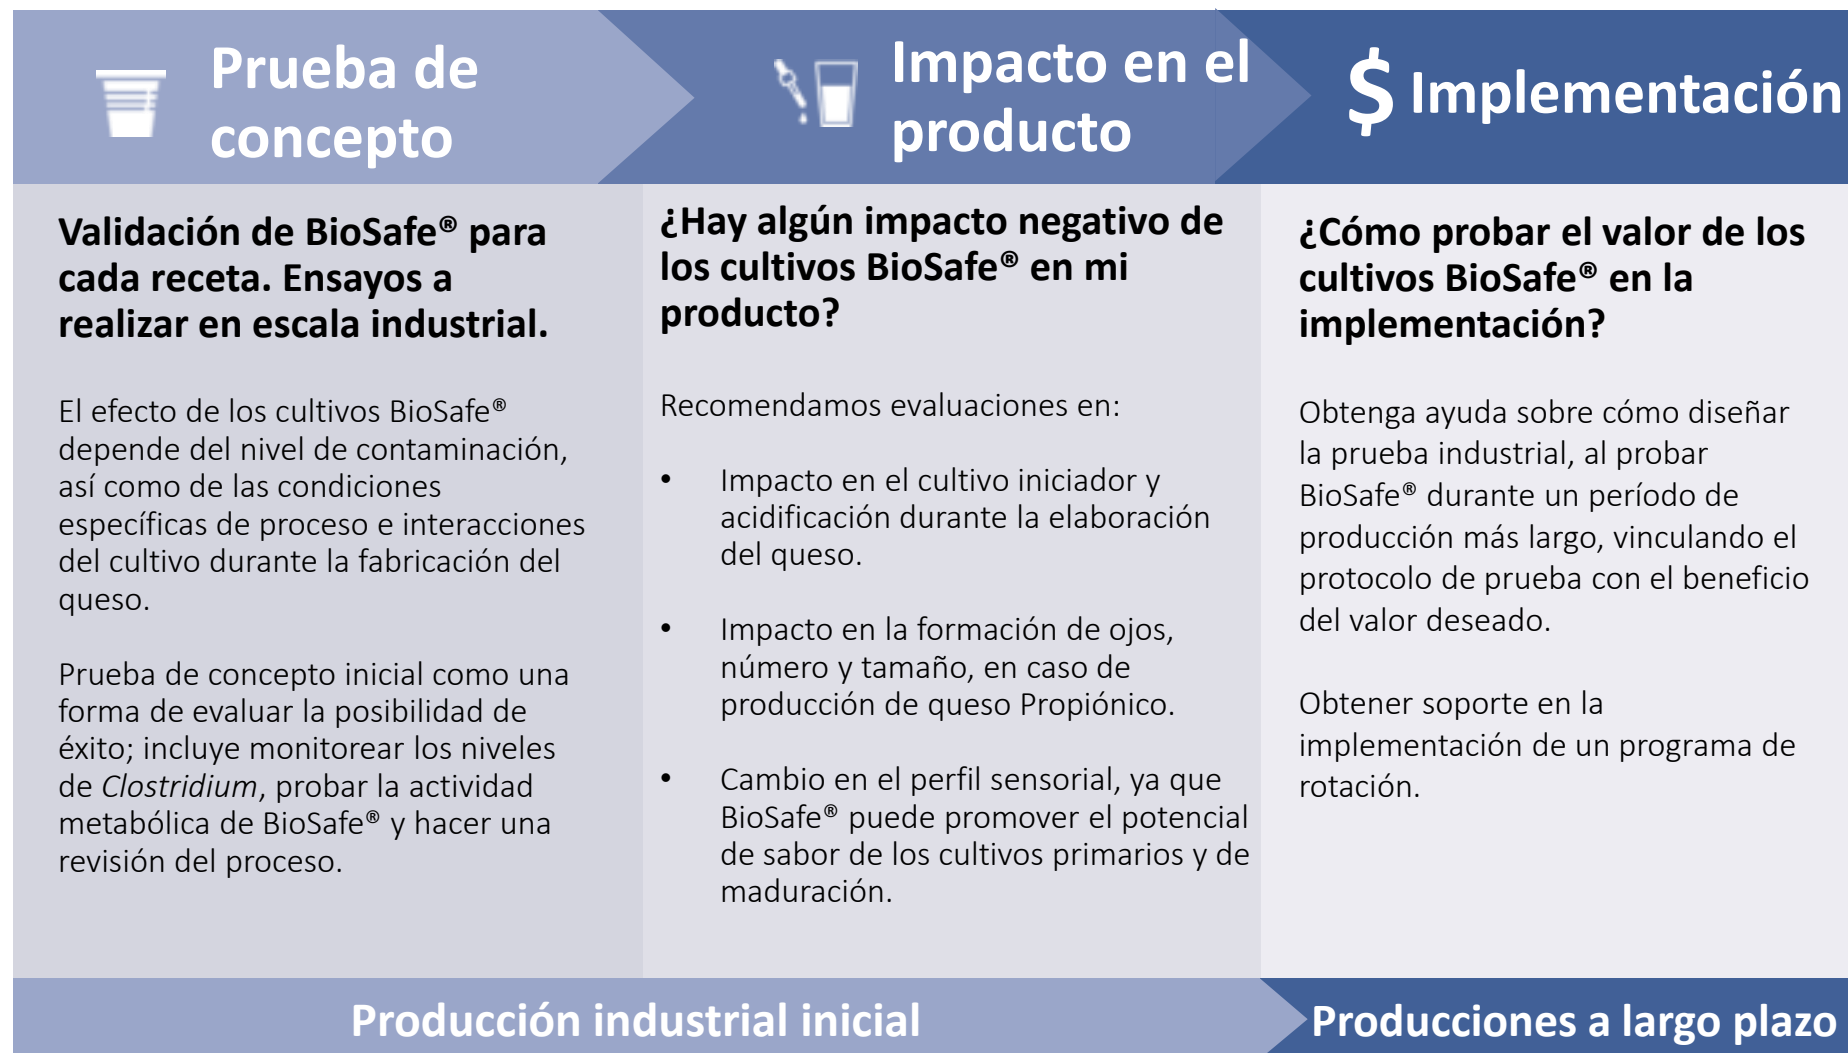 Prueba de
concepto
Impacto en el
producto
$ Implementación
Validación de BioSafe® para
cada receta. Ensayos a
realizar en escala industrial.
El efecto de los cultivos BioSafe®
depende del nivel de contaminación,
así como de las condiciones
específicas de proceso e interacciones
del cultivo durante la fabricación del
queso.
Prueba de concepto inicial como una
forma de evaluar la posibilidad de
éxito; incluye monitorear los niveles
de Clostridium, probar la actividad
metabólica de BioSafe® y hacer una
revisión del proceso.
¿Hay algún impacto negativo de
los cultivos BioSafe® en mi
producto?
Recomendamos evaluaciones en:
• Impacto en el cultivo iniciador y
acidificación durante la elaboración
del queso.
• Impacto en la formación de ojos,
número y tamaño, en caso de
producción de queso Propiónico.
• Cambio en el perfil sensorial, ya que
BioSafe® puede promover el potencial
de sabor de los cultivos primarios y de
maduración.
¿Cómo probar el valor de los
cultivos BioSafe® en la
implementación?
Obtenga ayuda sobre cómo diseñar
la prueba industrial, al probar
BioSafe® durante un período de
producción más largo, vinculando el
protocolo de prueba con el beneficio
del valor deseado.
Obtener soporte en la
implementación de un programa de
rotación.
Producción industrial inicial
Producciones a largo plazo